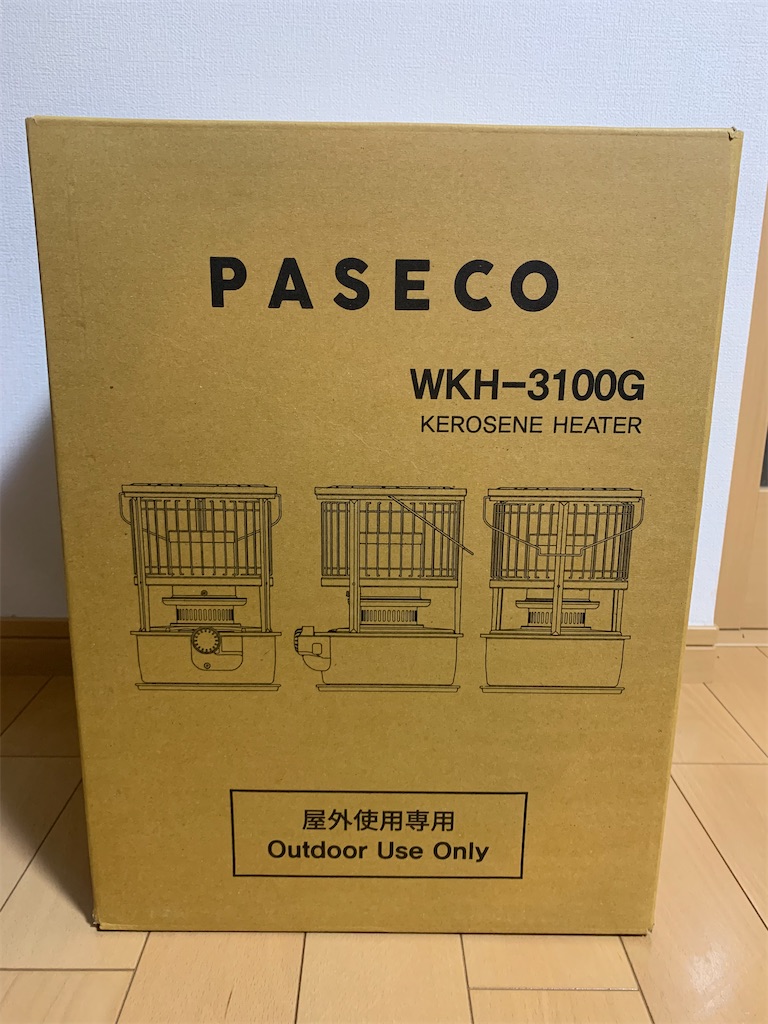 PASECO
WKH-3100G
KEROSENE HEATER
屋外使用専用
Outdoor Use Only